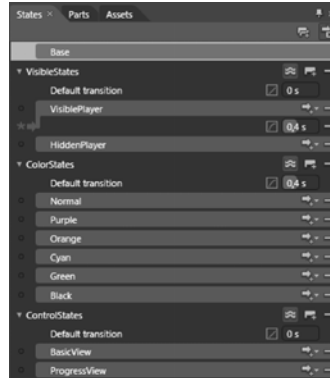 States × Parts Assets
Base
VisibleStates
Default transition 0 s
VisiblePlayer
0,4 s
HiddenPlayer
ColorStates
Default transition 0,4 s
Normal
Purple
Orange
Cyan
Green
Black
ControlStates
Default transition 0 s
BasicView
ProgressView